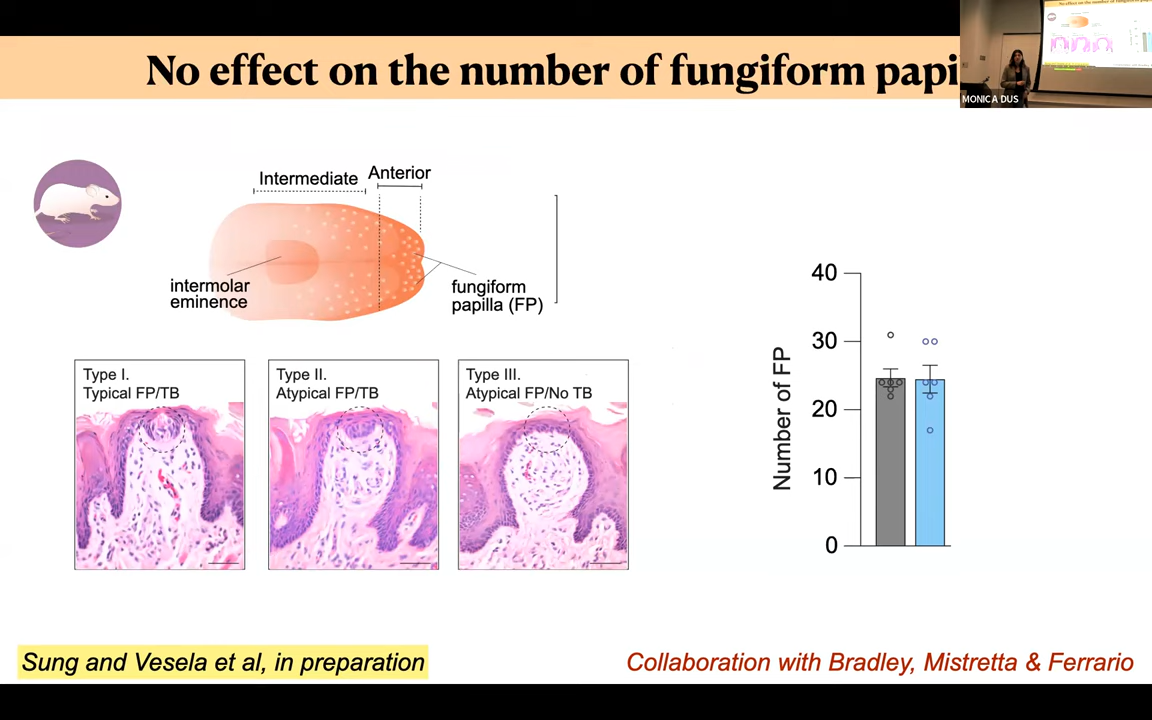 No effect on the number of fungiform papi
MONICA DUS
Intermediate
Anterior
intermolar
eminence
fungiform
papilla (FP)
Type I.
Typical FP/TB
Type II.
Atypical FP/TB
Type III.
Atypical FP/No TB
Number of FP
40
30
20
10
0
Sung and Vesela et al, in preparation
Collaboration with Bradley, Mistretta & Ferrario